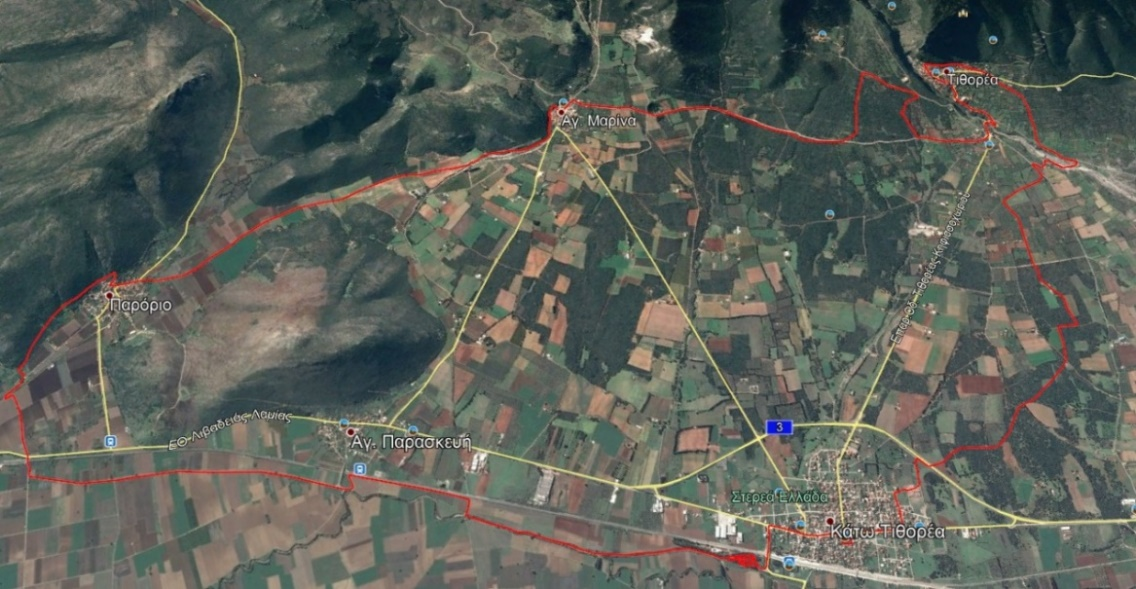 Τιθορέα
Αγ. Μαρίνα
Παρόριο
ΕΟ Λιβαδειάς Λαμίας
Αγ. Παρασκευή
3
Στερεά Ελλάδα
Κάτω Τιθορέα